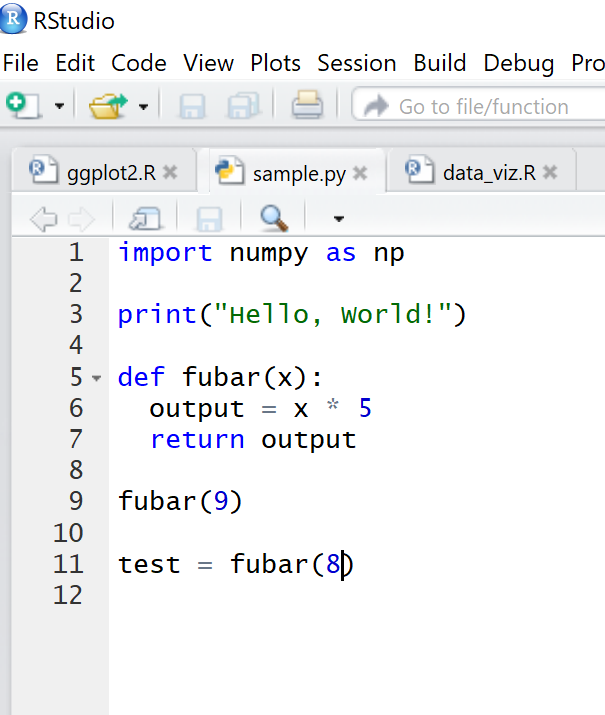 RStudio
File Edit Code View Plots Session Build Debug Pro
Go to file/function
ggplot2.R sample.py data_viz.R
1 import numpy as np
2
3 print("Hello, World!")
4
5 def fubar(x):
6   output = x * 5
7   return output
8
9 fubar(9)
10
11 test = fubar(8)
12